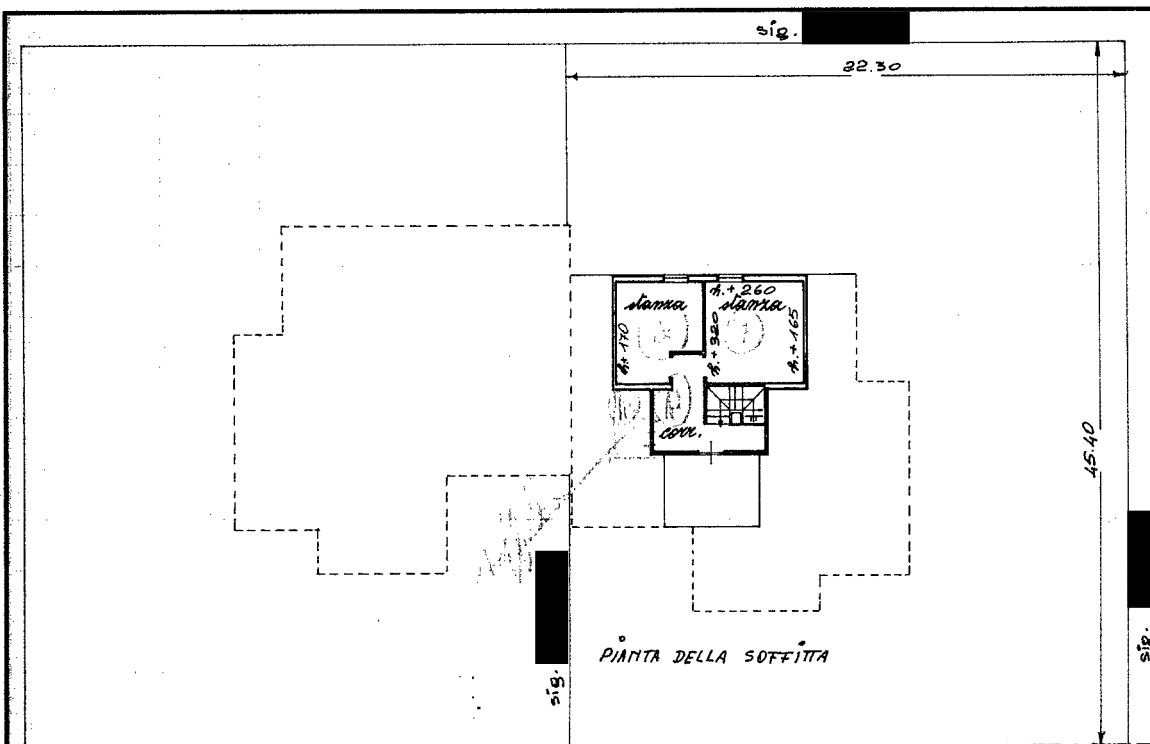 sig.
22.30
h.+ 260
stanza
stanza
h.+ 170
h.+ 320
h.+ 165
corr.
45.40
PIANTA DELLA SOFFITTA
sig.
sig.